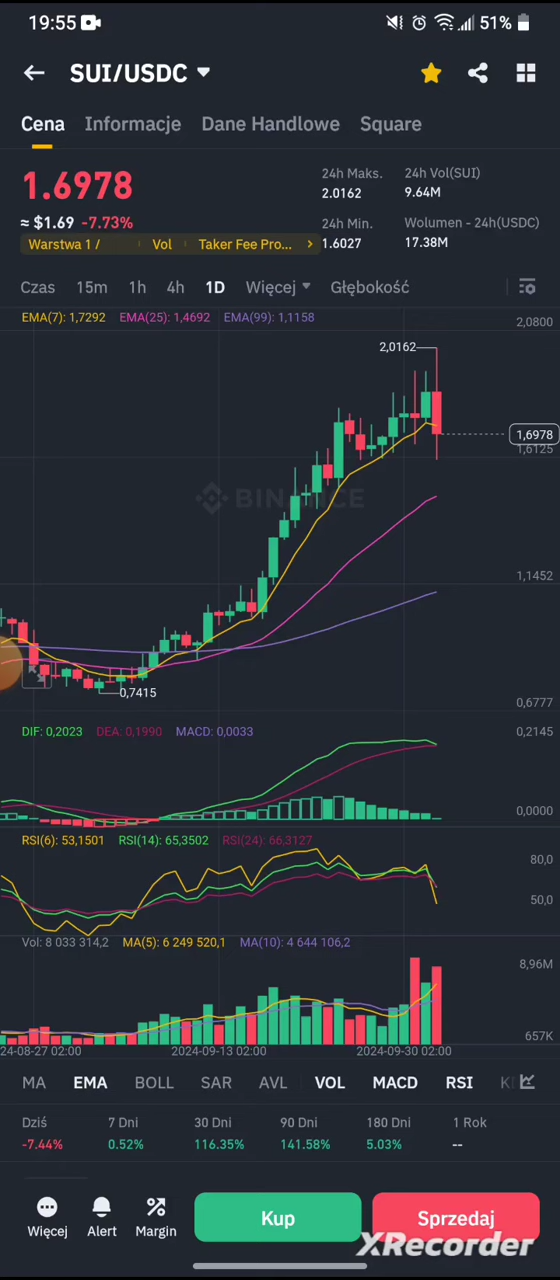 19:55 51%
SUI/USDC
Cena Informacje Dane Handlowe Square
1.6978
≈ $1.69 -7.73%
Warstwa 1 / Vol Taker Fee Pro... >
24h Maks. 24h Vol(SUI)
2.0162 9.64M
24h Min. Wolumen - 24h(USDC)
1.6027 17.38M
Czas 15m 1h 4h 1D Więcej Głębokość
EMA(7): 1,7292 EMA(25): 1,4692 EMA(99): 1,1158
2,0800
2,0162
1,6978
1,6125
BINANCE
1,1452
0,7415
0,6777
DIF: 0,2023 DEA: 0,1990 MACD: 0,0033
0,2145
0,0000
RSI(6): 53,1501 RSI(14): 65,3502 RSI(24): 66,3127
80,0
50,0
Vol: 8 033 314,2 MA(5): 6 249 520,1 MA(10): 4 644 106,2
8,96M
657K
24-08-27 02:00 2024-09-13 02:00 2024-09-30 02:00
MA EMA BOLL SAR AVL VOL MACD RSI
Dziś 7 Dni 30 Dni 90 Dni 180 Dni 1 Rok
-7.44% 0.52% 116.35% 141.58% 5.03% --
Więcej Alert Margin Kup Sprzedaj
XRecorder